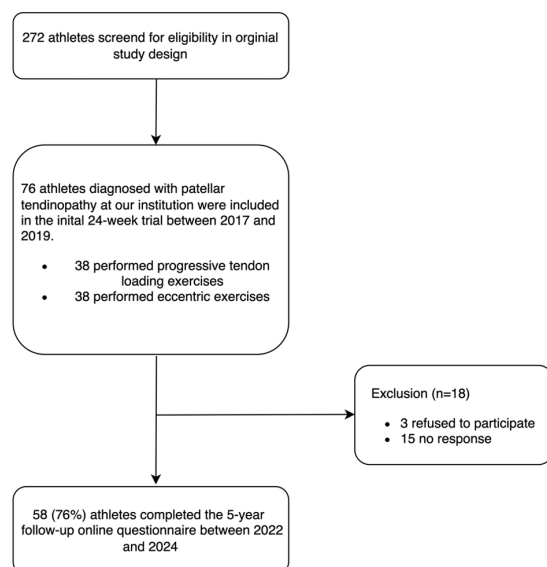 272 athletes screend for eligibility in orginial
study design
76 athletes diagnosed with patellar
tendinopathy at our institution were included
in the inital 24-week trial between 2017 and
2019.
• 38 performed progressive tendon
loading exercises
• 38 performed eccentric exercises
Exclusion (n=18)
• 3 refused to participate
• 15 no response
58 (76%) athletes completed the 5-year
follow-up online questionnaire between 2022
and 2024